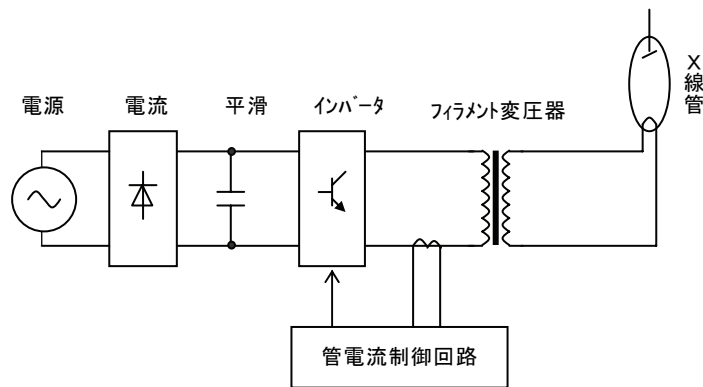 電源
電流
平滑
インバータ
フィラメント変圧器
X線管
管電流制御回路